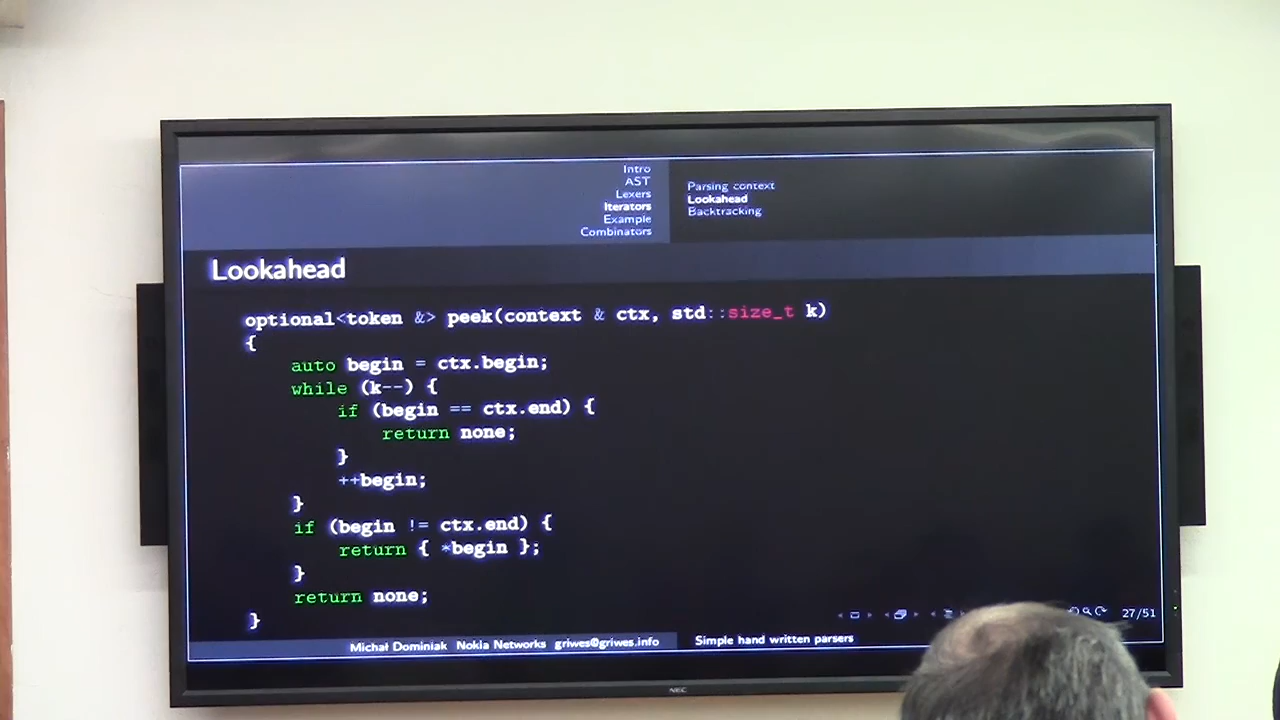 Intro
AST
Lexers
Iterators
Example
Combinators
Parsing context
Lookahead
Backtracking
Lookahead
optional<token &> peek(context & ctx, std::size_t k)
{
auto begin = ctx.begin;
while (k--) {
if (begin == ctx.end) {
return none;
}
++begin;
}
if (begin != ctx.end) {
return { *begin };
}
return none;
}
27/51
Michał Dominiak Nokia Networks griwes@griwes.info
Simple hand written parsers
NEC